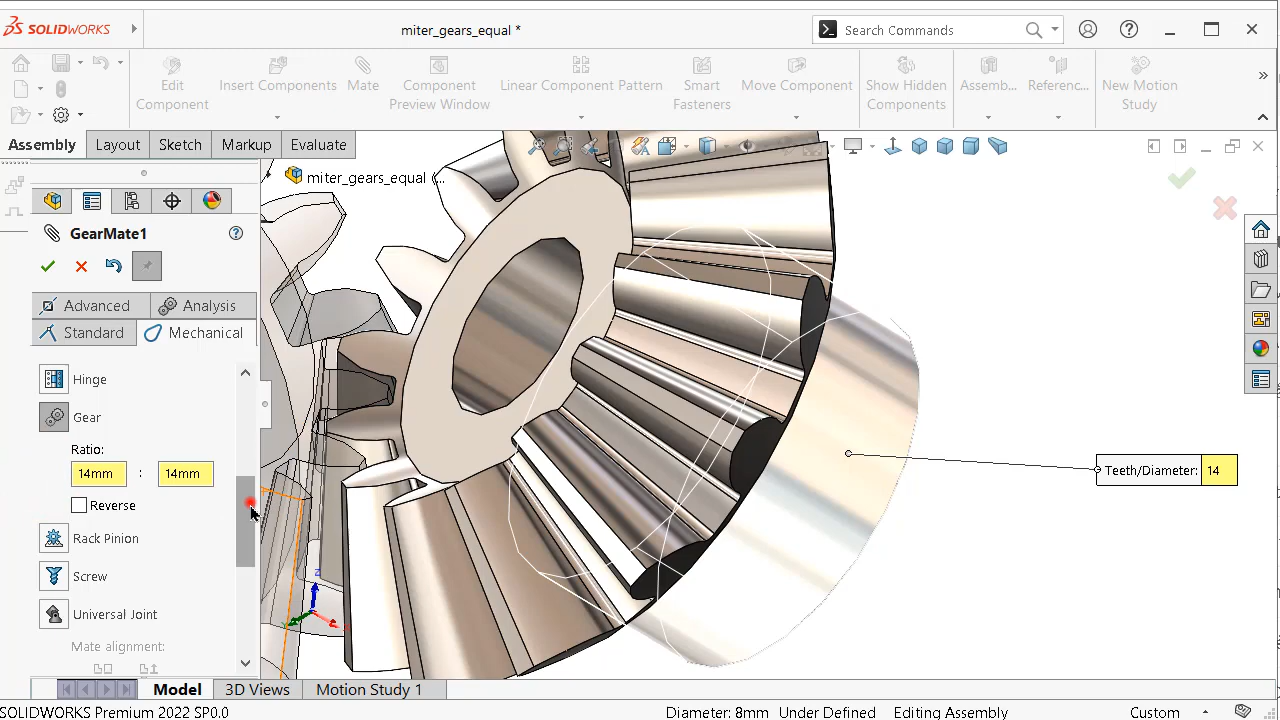 SOLIDWORKS
miter_gears_equal *
Search Commands
Edit Component
Insert Components
Mate
Component Preview Window
Linear Component Pattern
Smart Fasteners
Move Component
Show Hidden Components
Assemb...
Referenc...
New Motion Study
Assembly
Layout
Sketch
Markup
Evaluate
miter_gears_equal (...
GearMate1
Advanced
Analysis
Standard
Mechanical
Hinge
Gear
Ratio:
14mm : 14mm
Reverse
Rack Pinion
Screw
Universal Joint
Mate alignment:
Teeth/Diameter: 14
Model
3D Views
Motion Study 1
SOLIDWORKS Premium 2022 SP0.0
Diameter: 8mm
Under Defined
Editing Assembly
Custom